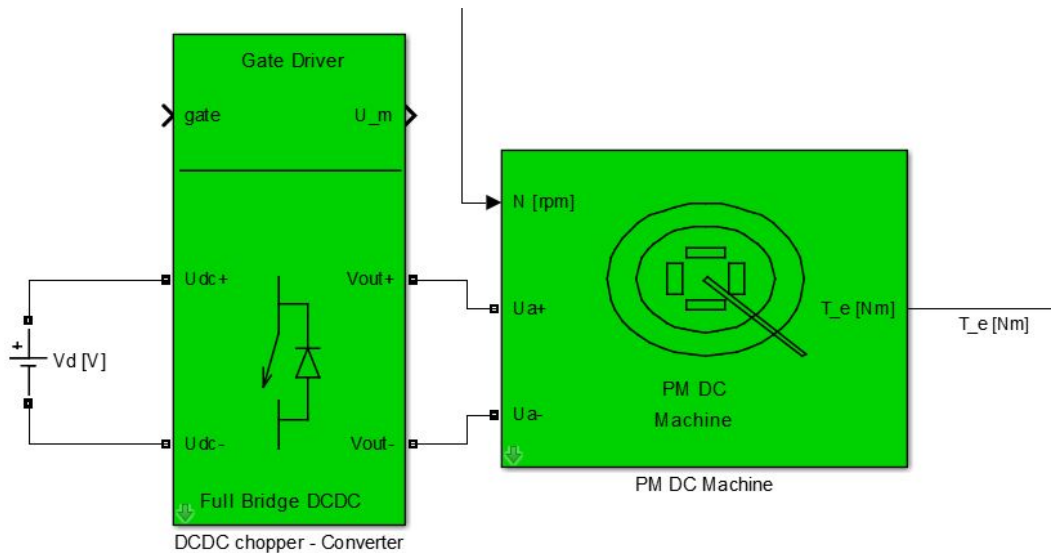 Gate Driver
gate
U_m
N [rpm]
Udc+
Vout+
Ua+
T_e [Nm]
T_e [Nm]
+
Vd [V]
PM DC
Machine
Ua-
Udc-
Vout-
Full Bridge DCDC
PM DC Machine
DCDC chopper - Converter